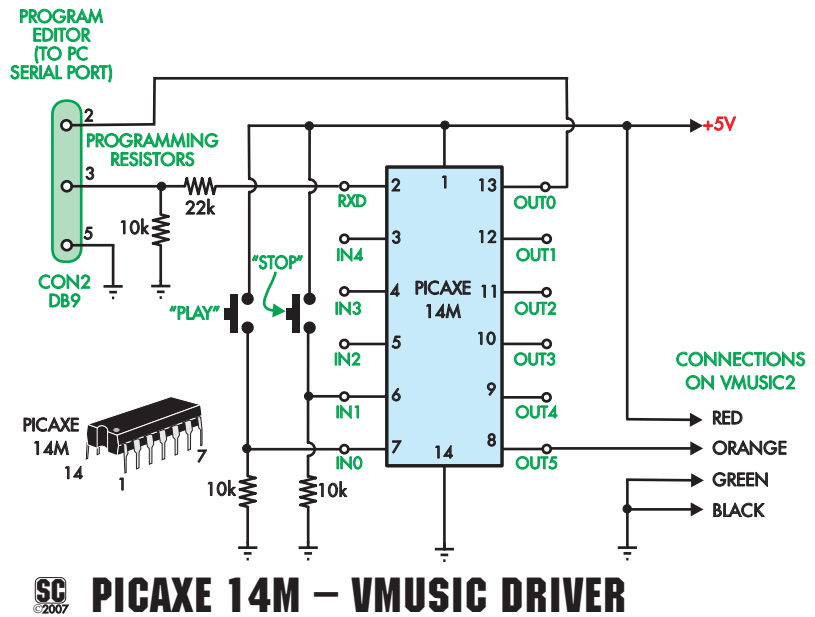 PROGRAM
EDITOR
(TO PC
SERIAL PORT)
2
PROGRAMMING
RESISTORS
3
22k
10k
5
CON2
DB9
+5V
"PLAY"
"STOP"
RXD
IN4
IN3
IN2
IN1
IN0
2
3
4
5
6
7
1
PICAXE
14M
14
13
12
11
10
9
8
OUT0
OUT1
OUT2
OUT3
OUT4
OUT5
CONNECTIONS
ON VMUSIC2
RED
ORANGE
GREEN
BLACK
PICAXE
14M
14
1
7
10k
10k
SC
©2007
PICAXE 14M – VMUSIC DRIVER